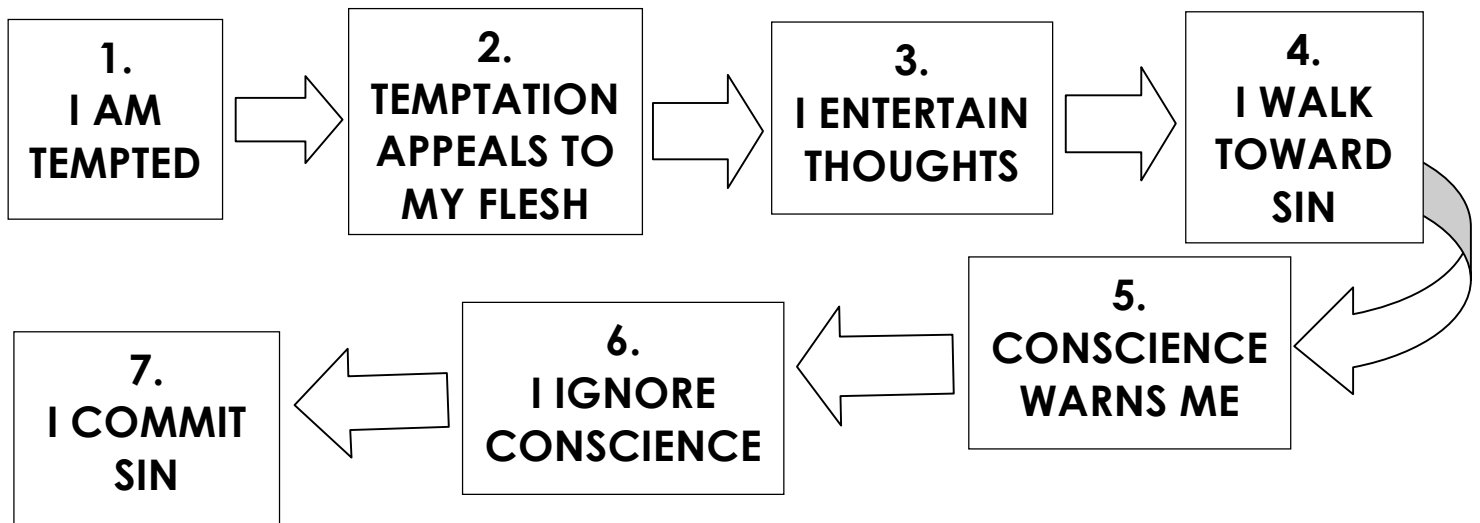 1.
I AM
TEMPTED
2.
TEMPTATION
APPEALS TO
MY FLESH
3.
I ENTERTAIN
THOUGHTS
4.
I WALK
TOWARD
SIN
5.
CONSCIENCE
WARNS ME
6.
I IGNORE
CONSCIENCE
7.
I COMMIT
SIN